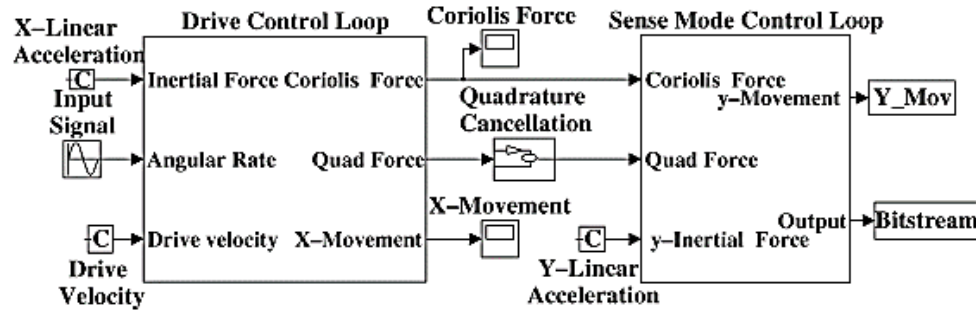 X-Linear
Acceleration
Drive Control Loop
Coriolis Force
Sense Mode Control Loop
C
Inertial Force
Coriolis Force
Coriolis Force
Input
Signal
Quadrature
Cancellation
y-Movement
Y_Mov
Angular Rate
Quad Force
Quad Force
X-Movement
Output
Bitstream
C
Drive velocity
X-Movement
C
y-Inertial Force
Drive
Velocity
Y-Linear
Acceleration